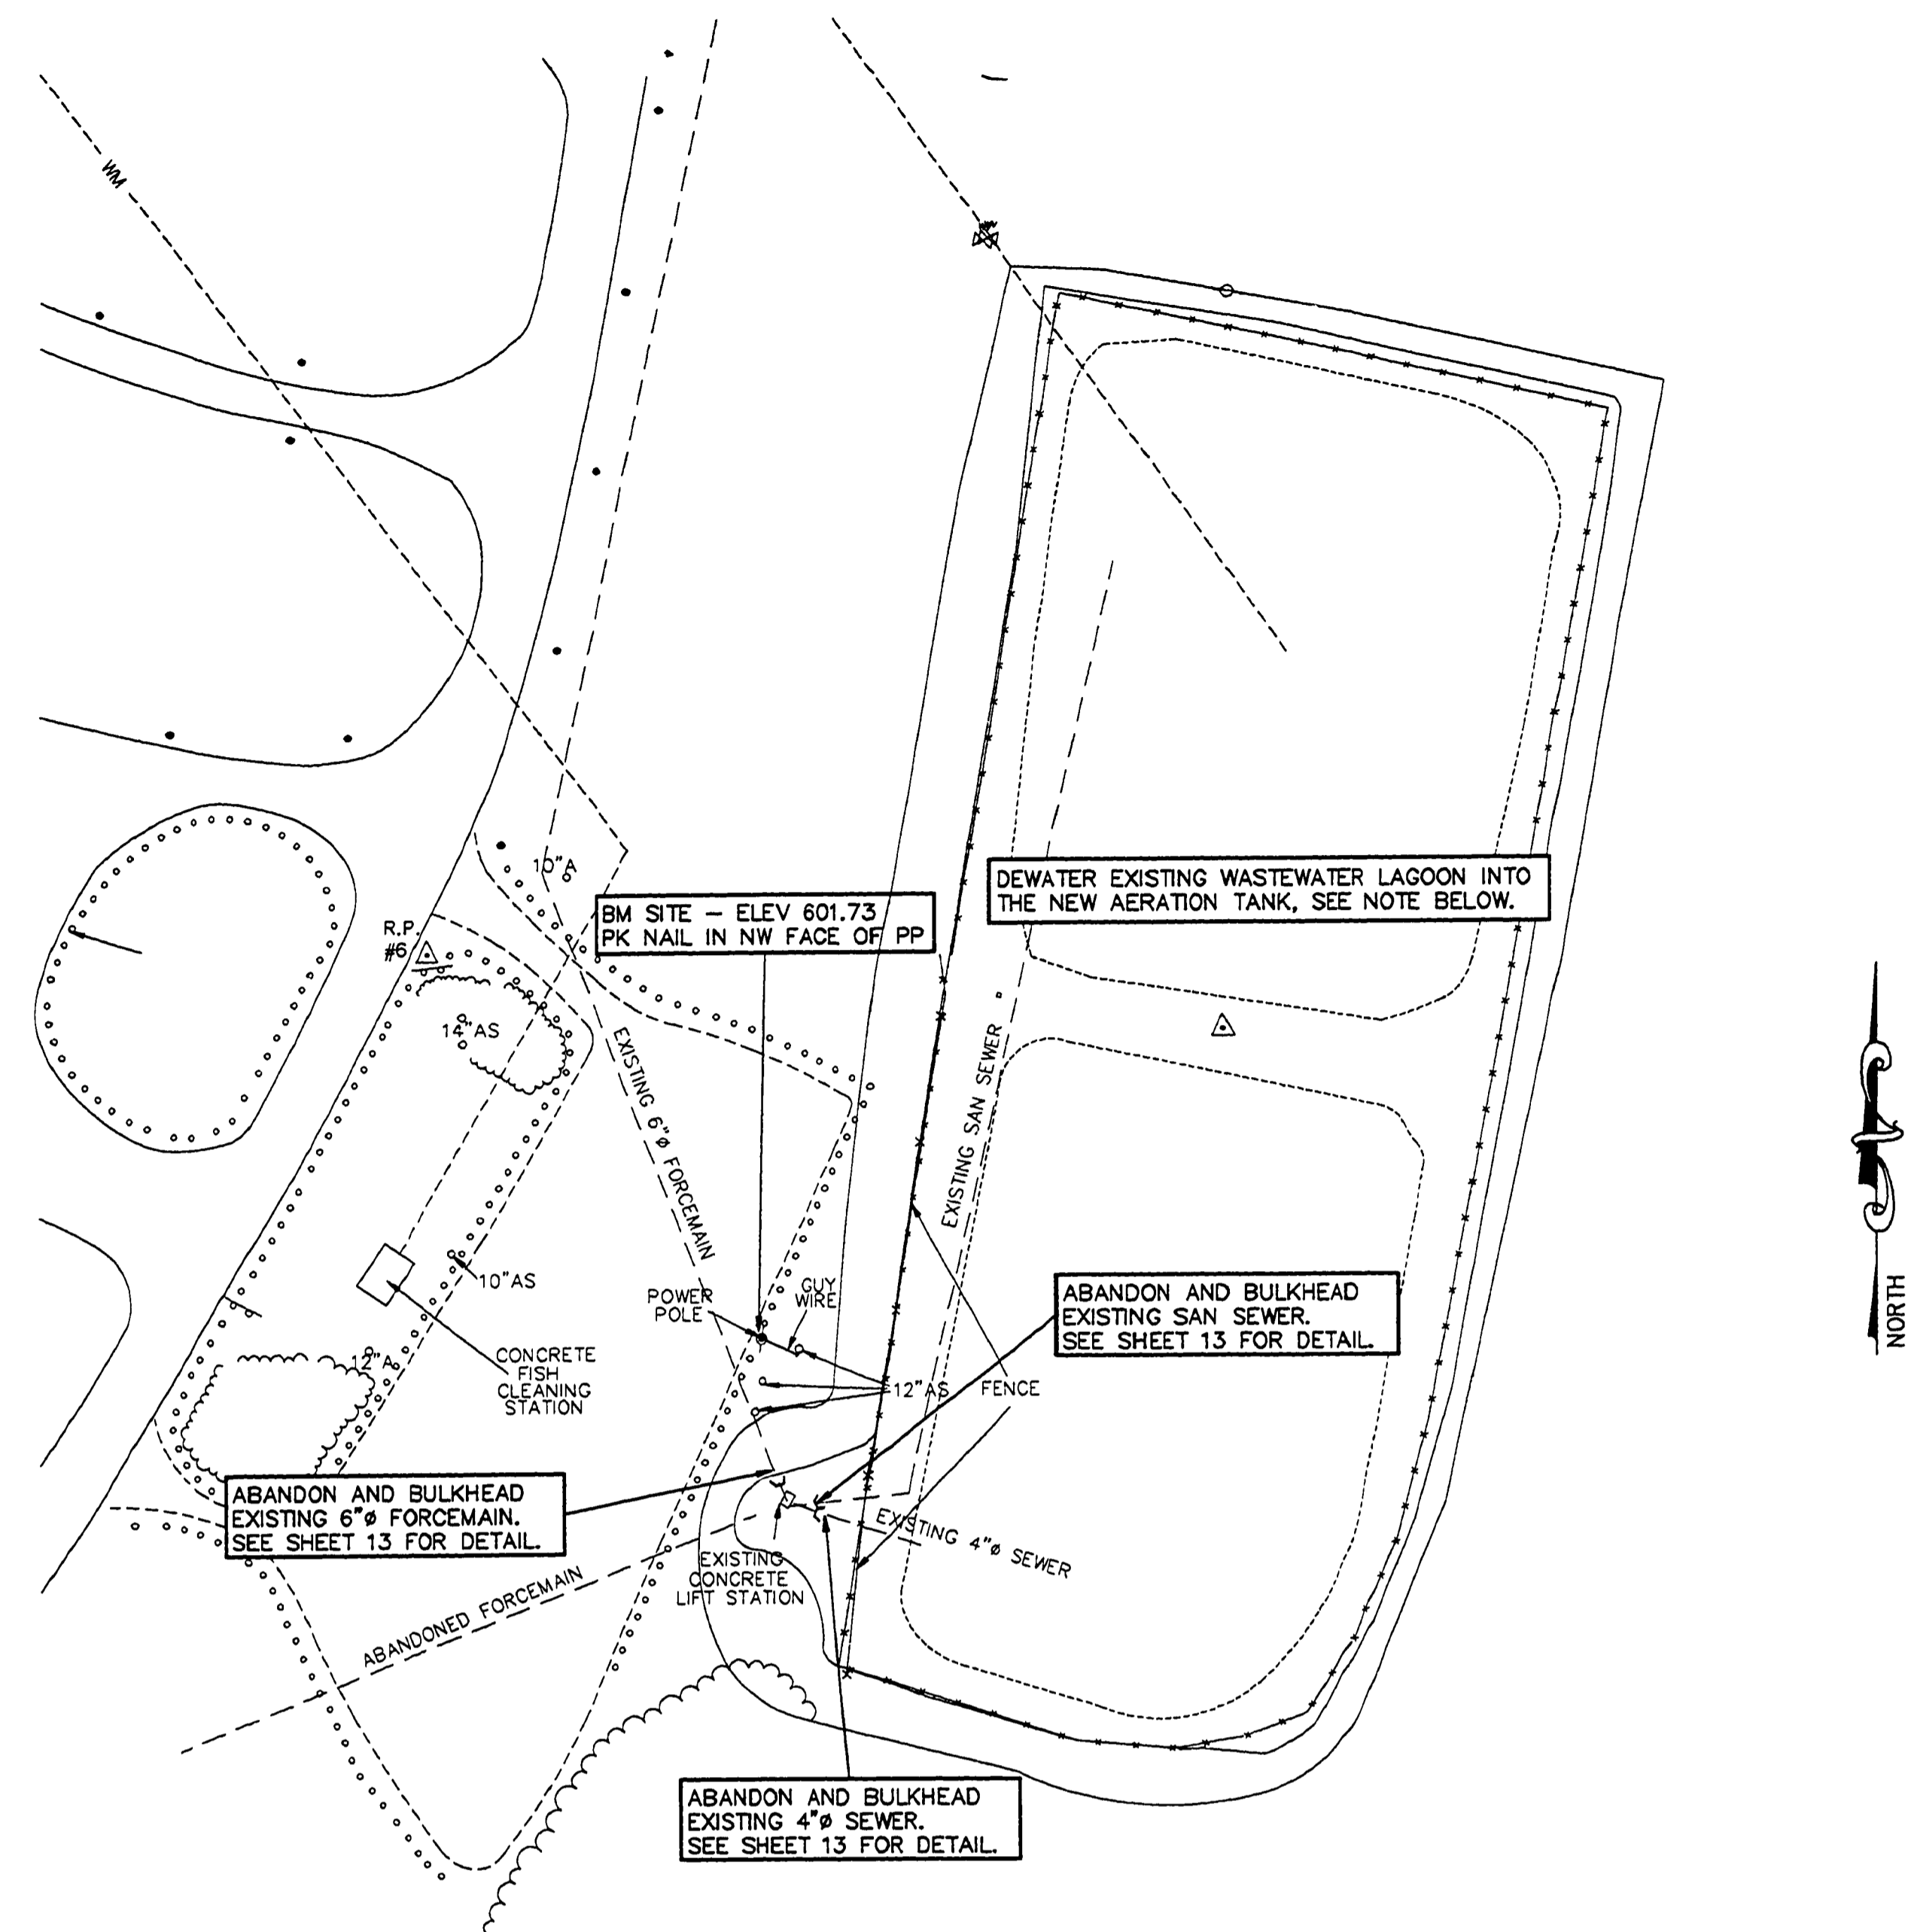 WM
10"A
BM SITE — ELEV 601.73
PK NAIL IN NW FACE OF PP
DEWATER EXISTING WASTEWATER LAGOON INTO
THE NEW AERATION TANK, SEE NOTE BELOW.
R.P.
#6
14"AS
EXISTING 6"ø FORCEMAIN
EXISTING SAN SEWER
10"AS
POWER
POLE
GUY
WIRE
ABANDON AND BULKHEAD
EXISTING SAN SEWER.
SEE SHEET 13 FOR DETAIL.
12"A
CONCRETE
FISH
CLEANING
STATION
12"AS
FENCE
NORTH
ABANDON AND BULKHEAD
EXISTING 6"ø FORCEMAIN.
SEE SHEET 13 FOR DETAIL.
EXISTING 4"ø SEWER
EXISTING
CONCRETE
LIFT STATION
ABANDONED FORCEMAIN
ABANDON AND BULKHEAD
EXISTING 4"ø SEWER.
SEE SHEET 13 FOR DETAIL.